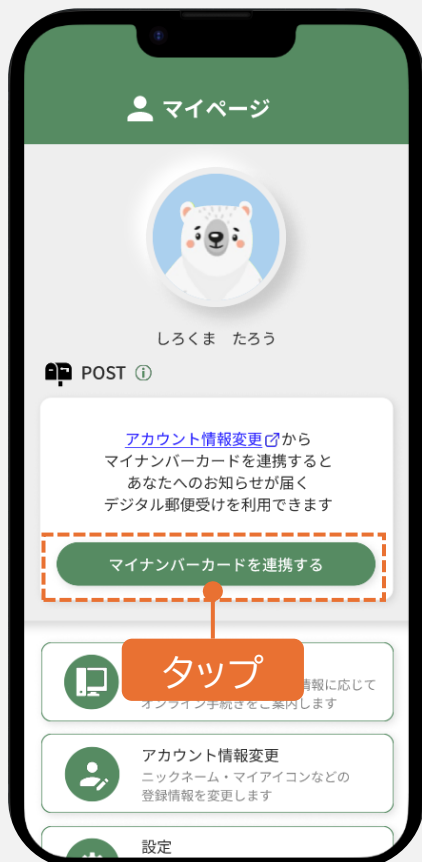 マイページ
しろくま たろう
POST
アカウント情報変更から
マイナンバーカードを連携すると
あなたへのお知らせが届く
デジタル郵便受けを利用できます
マイナンバーカードを連携する
タップ
情報に応じて
オンライン手続きをご案内します
アカウント情報変更
ニックネーム・マイアイコンなどの
登録情報を変更します
設定